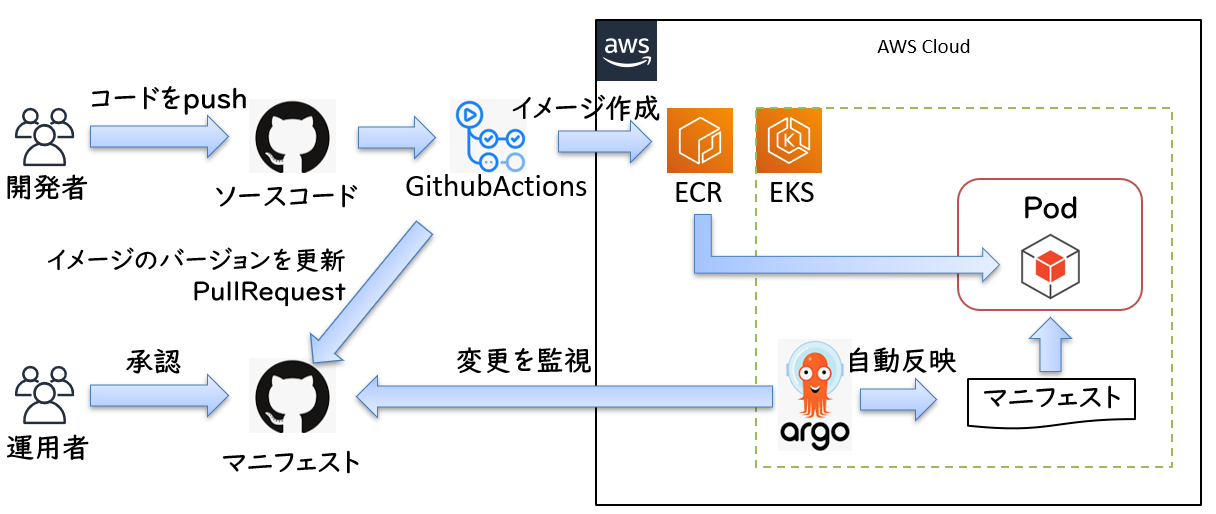 aws
AWS Cloud
コードをpush
イメージ作成
開発者
ソースコード
GithubActions
ECR
EKS
Pod
イメージのバージョンを更新
PullRequest
承認
変更を監視
自動反映
マニフェスト
argo
運用者
マニフェスト